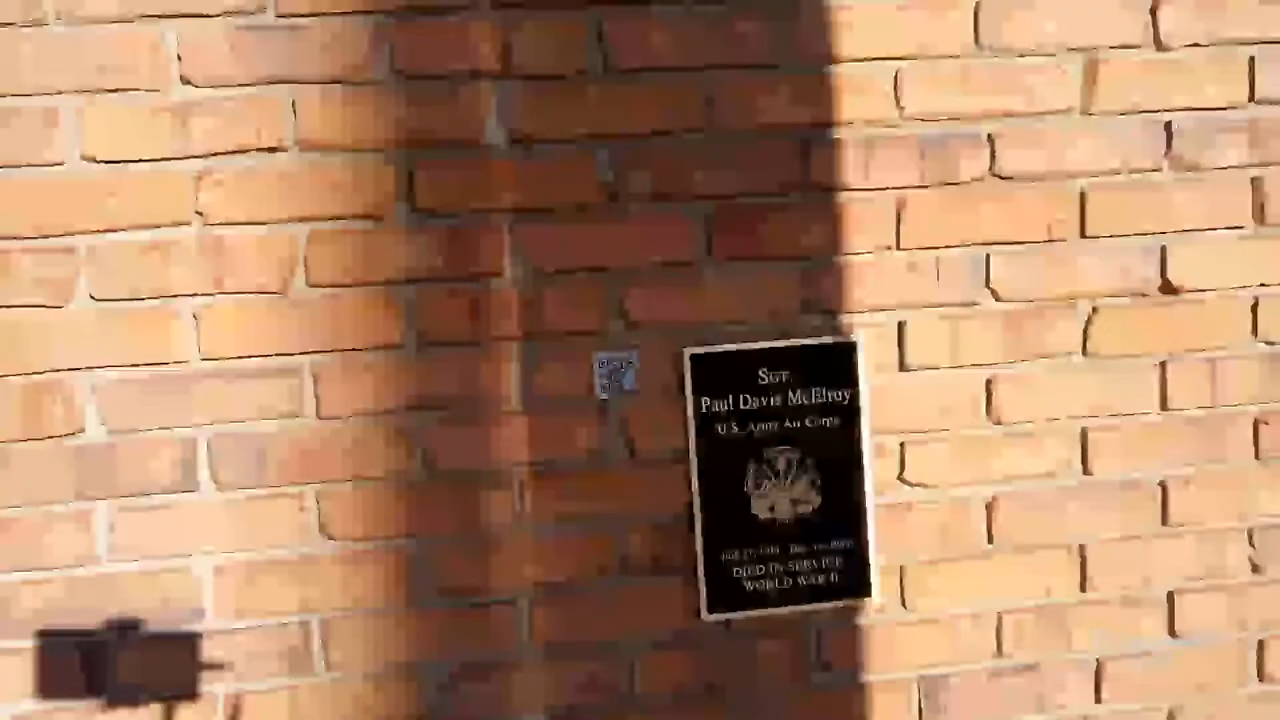 SGT.
Paul Davis McElroy
U.S. Army Air Corps
DIED IN SERVICE
WORLD WAR II